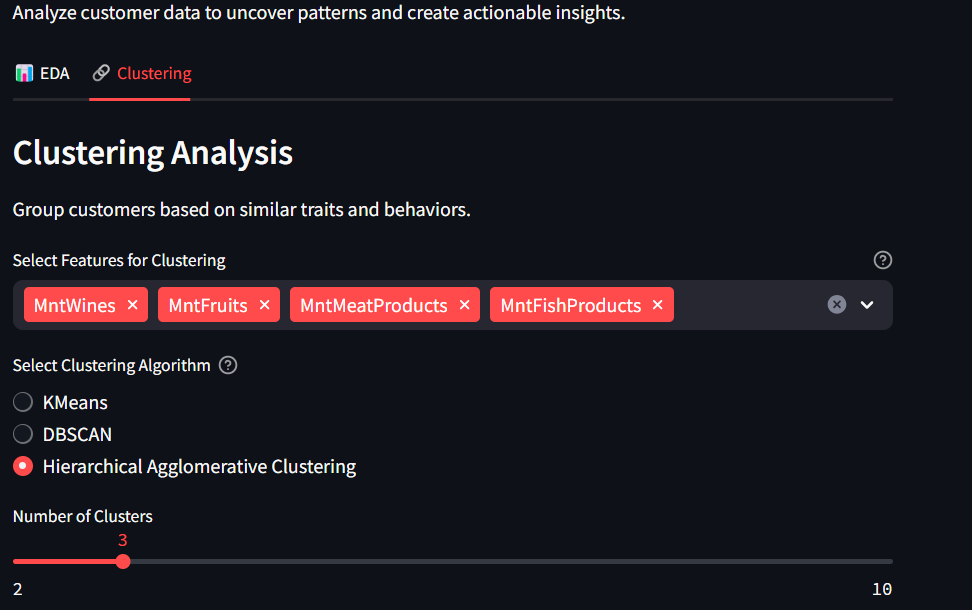 Analyze customer data to uncover patterns and create actionable insights.
EDA Clustering
Clustering Analysis
Group customers based on similar traits and behaviors.
Select Features for Clustering
MntWines MntFruits MntMeatProducts MntFishProducts
Select Clustering Algorithm
KMeans
DBSCAN
Hierarchical Agglomerative Clustering
Number of Clusters
3
2 10